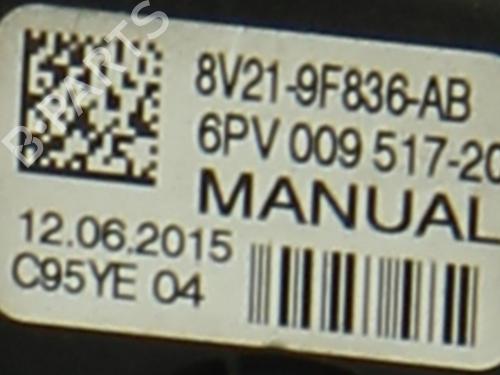 8V21-9F836-AB
6PV 009 517-20
MANUAL
12.06.2015
C95YE 04
B-PARTS